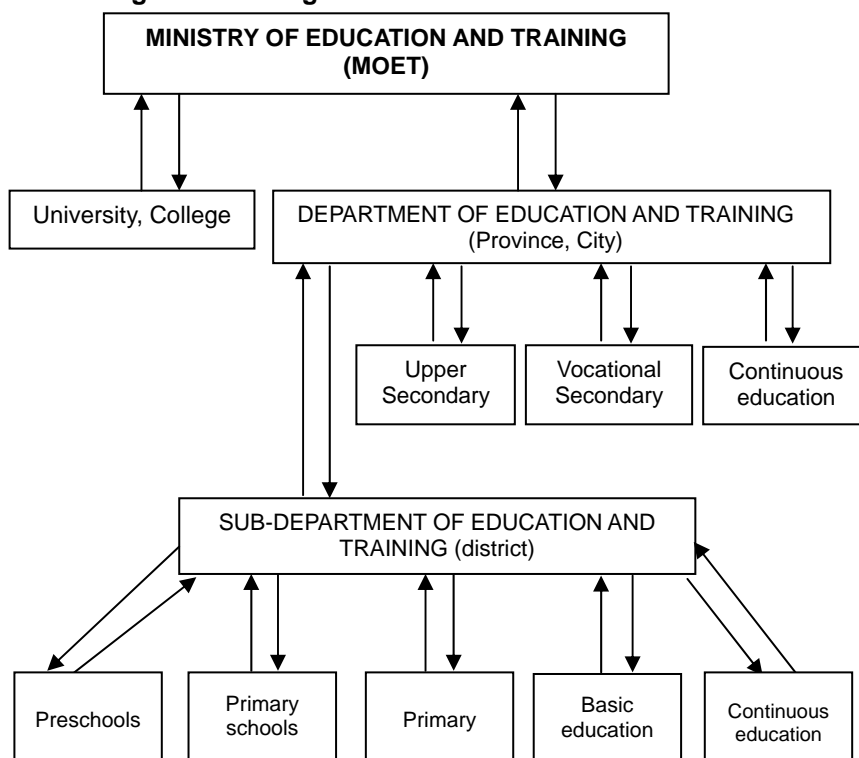 MINISTRY OF EDUCATION AND TRAINING
(MOET)
University, College
DEPARTMENT OF EDUCATION AND TRAINING
(Province, City)
Upper
Secondary
Vocational
Secondary
Continuous
education
SUB-DEPARTMENT OF EDUCATION AND
TRAINING (district)
Preschools
Primary
schools
Primary
Basic
education
Continuous
education